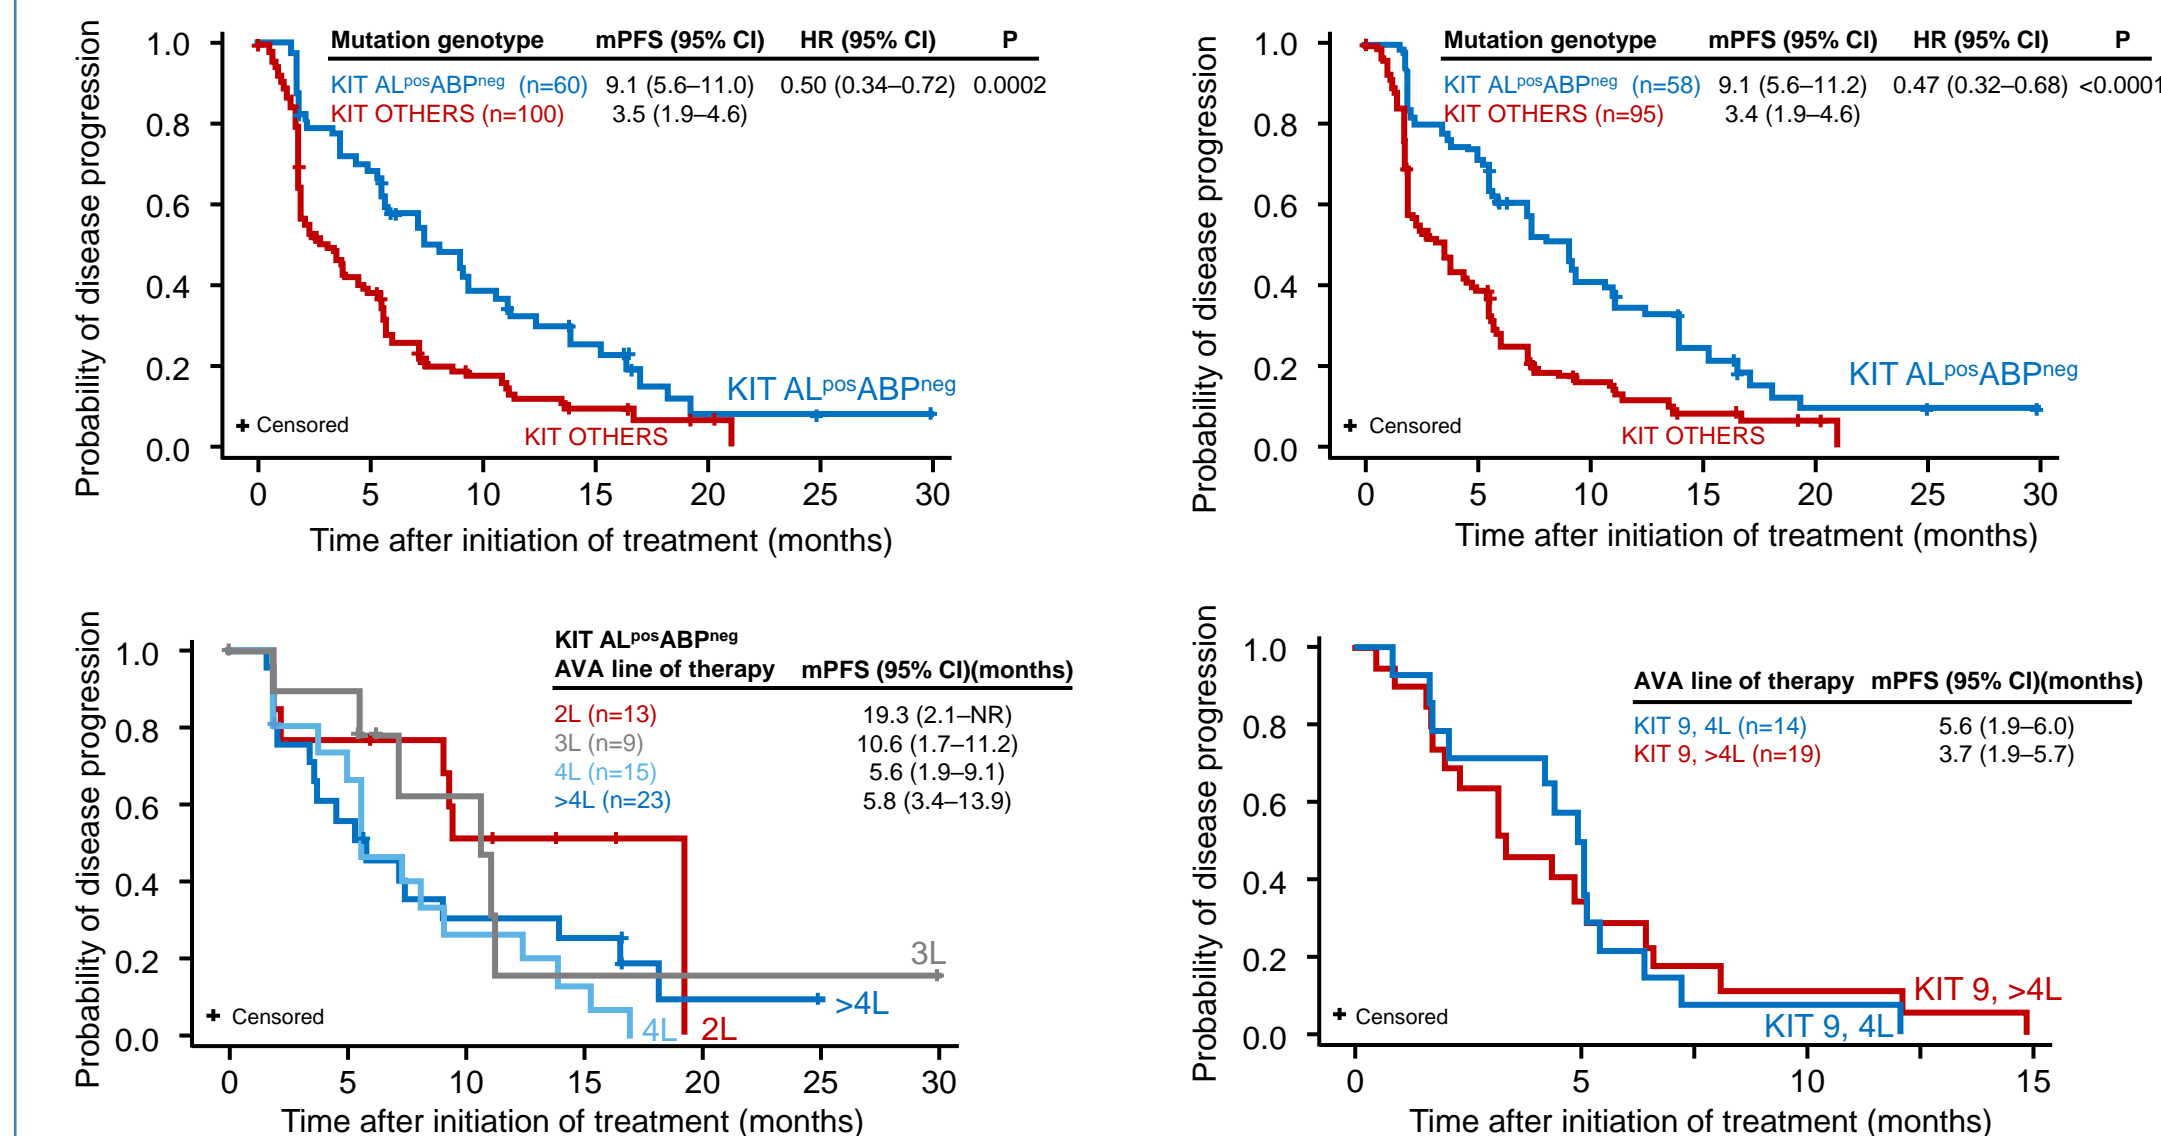 Mutation genotype mPFS (95% CI) HR (95% CI) P
KIT ALposABPneg (n=60) 9.1 (5.6–11.0) 0.50 (0.34–0.72) 0.0002
KIT OTHERS (n=100) 3.5 (1.9–4.6)
Probability of disease progression
1.0
0.8
0.6
0.4
0.2
0.0
KIT ALposABPneg
KIT OTHERS
Censored
0 5 10 15 20 25 30
Time after initiation of treatment (months)
Mutation genotype mPFS (95% CI) HR (95% CI) P
KIT ALposABPneg (n=58) 9.1 (5.6–11.2) 0.47 (0.32–0.68) <0.0001
KIT OTHERS (n=95) 3.4 (1.9–4.6)
Probability of disease progression
1.0
0.8
0.6
0.4
0.2
0.0
KIT ALposABPneg
KIT OTHERS
Censored
0 5 10 15 20 25 30
Time after initiation of treatment (months)
KIT ALposABPneg
AVA line of therapy mPFS (95% CI)(months)
2L (n=13) 19.3 (2.1–NR)
3L (n=9) 10.6 (1.7–11.2)
4L (n=15) 5.6 (1.9–9.1)
>4L (n=23) 5.8 (3.4–13.9)
Probability of disease progression
1.0
0.8
0.6
0.4
0.2
0.0
3L
>4L
4L 2L
Censored
0 5 10 15 20 25 30
Time after initiation of treatment (months)
AVA line of therapy mPFS (95% CI)(months)
KIT 9, 4L (n=14) 5.6 (1.9–6.0)
KIT 9, >4L (n=19) 3.7 (1.9–5.7)
Probability of disease progression
1.0
0.8
0.6
0.4
0.2
0.0
KIT 9, >4L
KIT 9, 4L
Censored
0 5 10 15
Time after initiation of treatment (months)